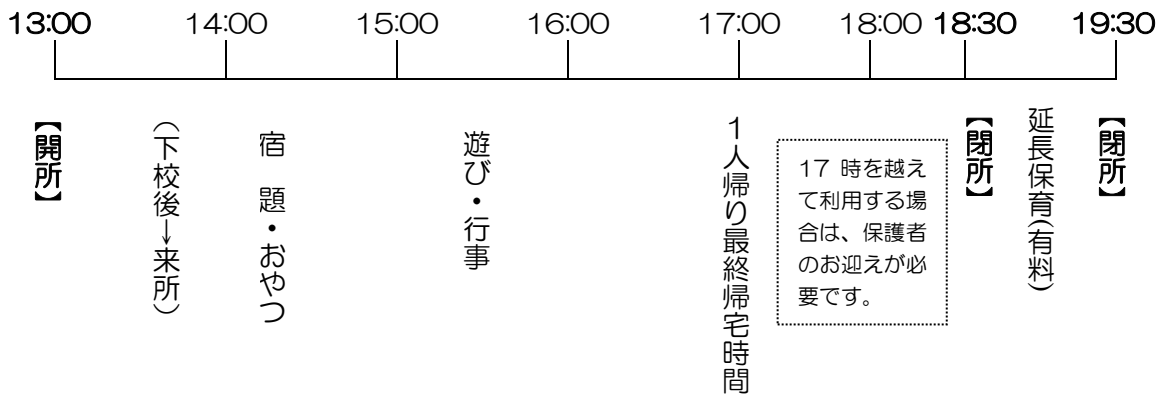 13:00 14:00 15:00 16:00 17:00 18:00 18:30 19:30
【開所】
(下校後→来所)
宿 題・おやつ
遊び・行事
1人帰り最終帰宅時間
17 時を越え
て利用する場
合は、保護者
のお迎えが必
要です。
【閉所】
延長保育(有料)
【閉所】